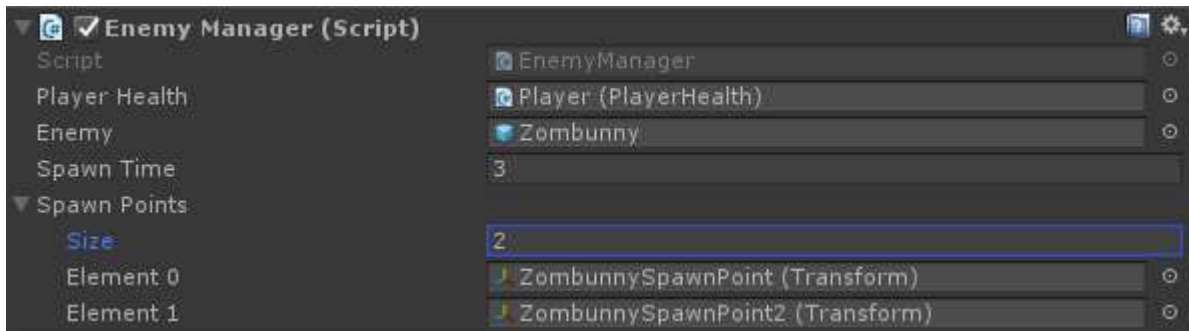 Enemy Manager (Script)
Script EnemyManager
Player Health Player (PlayerHealth)
Enemy Zombunny
Spawn Time 3
Spawn Points
Size 2
Element 0 ZombunnySpawnPoint (Transform)
Element 1 ZombunnySpawnPoint2 (Transform)